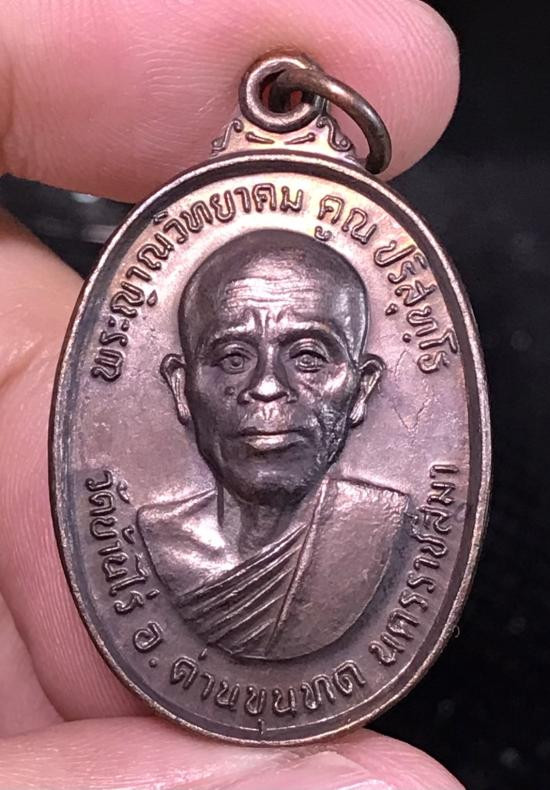 พระญาณวิทยาคม คูณ ปริสุทฺโธ
วัดบ้านไร่ อ. ด่านขุนทด นครราชสีมา